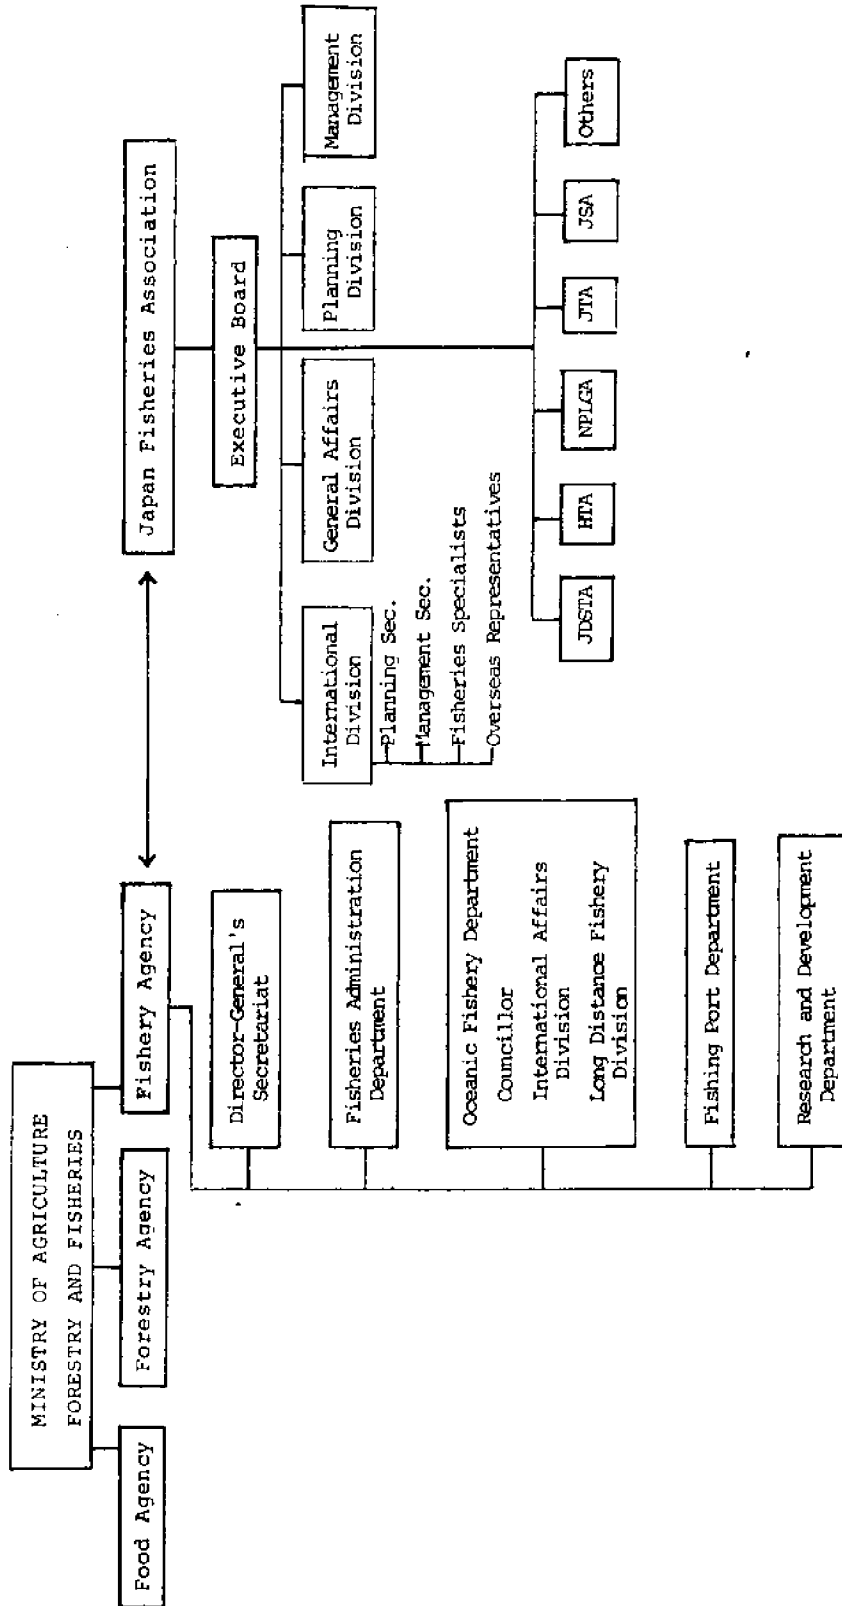 MINISTRY OF AGRICULTURE
FORESTRY AND FISHERIES
Food Agency
Forestry Agency
Fishery Agency
Director-General's
Secretariat
Fisheries Administration
Department
Oceanic Fishery Department
Councillor
International Affairs
Division
Long Distance Fishery
Division
Fishing Port Department
Research and Development
Department
Japan Fisheries Association
Executive Board
International
Division
Planning Sec.
Management Sec.
Fisheries Specialists
Overseas Representatives
General Affairs
Division
Planning
Division
Management
Division
JDSTA
HTA
NPLGA
JTA
JSA
Others